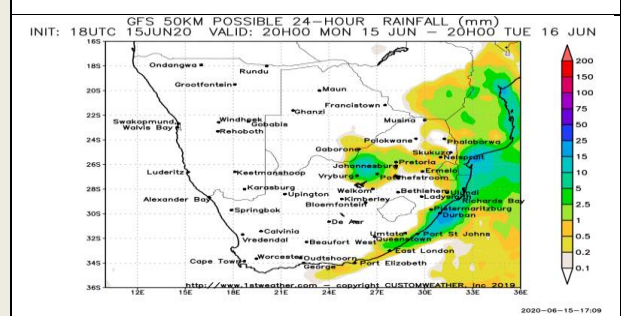 GFS 50KM POSSIBLE 24-HOUR RAINFALL (mm)
INIT: 18UTC 15JUN20 VALID: 20H00 MON 15 JUN - 20H00 TUE 16 JUN
16S
Ondangwa
Rundu
200
18S
Grootfontein
150
20S
Maun
100
Francistown
Ghanzi
75
22S
Windhoek
Gobabis
Musina
Swakopmund
Walvis Bay
Rehoboth
50
24S
Polokwane
Phalaborwa
25
Gaborone
Skukuza
Nelspruit
15
26S
Johannesburg
Pretoria
Luderitz
Keetmanshoop
Vryburg
Potchefstroom
Ermelo
10
28S
Karasburg
Welkom
Bethlehem
Ulundi
5
Alexander Bay
Upington
Kimberley
Ladysmith
Richards Bay
Bloemfontein
2.5
30S
Springbok
Pietermaritzburg
Durban
De Aar
1
32S
Calvinia
Umtata
Port St Johns
Vredendal
Beaufort West
Queenstown
0.5
East London
0.2
34S
Cape Town
Worcester
Oudtshoorn
Port Elizabeth
George
0.1
http://www.1stweather.com - copyright CUSTOMWEATHER, Inc 2019
36S
12E 15E 18E 21E 24E 27E 30E 33E 36E
2020-06-15-17:09